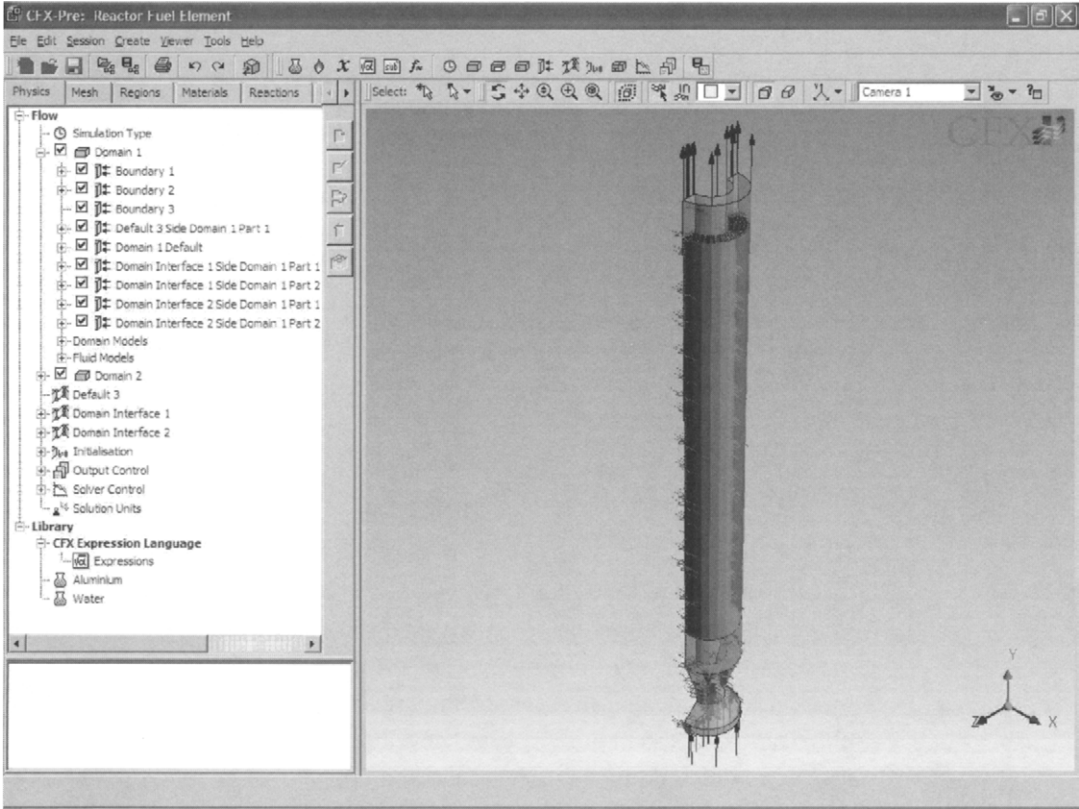 CFX-Pre: Reactor Fuel Element
File Edit Session Create Viewer Tools Help
Physics Mesh Regions Materials Reactions
Select: Camera 1
Flow
Simulation Type
Domain 1
Boundary 1
Boundary 2
Boundary 3
Default 3 Side Domain 1 Part 1
Domain 1 Default
Domain Interface 1 Side Domain 1 Part 1
Domain Interface 1 Side Domain 1 Part 2
Domain Interface 2 Side Domain 1 Part 1
Domain Interface 2 Side Domain 1 Part 2
Domain Models
Fluid Models
Domain 2
Default 3
Domain Interface 1
Domain Interface 2
Initialisation
Output Control
Solver Control
Solution Units
Library
CFX Expression Language
Expressions
Aluminium
Water
CFX
Y
Z X